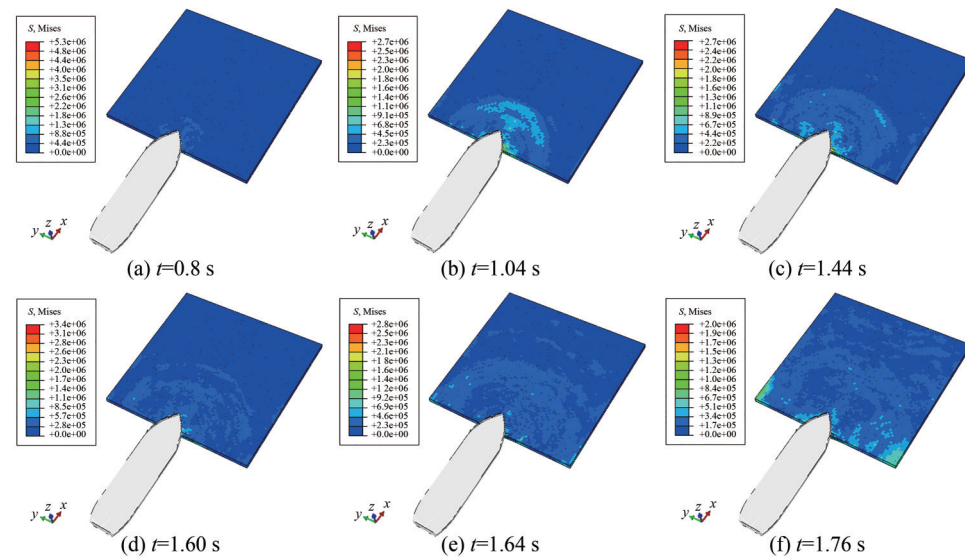 S, Mises
+5.3e+06
+4.8e+06
+4.4e+06
+4.0e+06
+3.5e+06
+3.1e+06
+2.6e+06
+2.2e+06
+1.8e+06
+1.3e+06
+8.8e+05
+4.4e+05
+0.0e+00
y z x
(a) t=0.8 s
S, Mises
+2.7e+06
+2.5e+06
+2.3e+06
+2.0e+06
+1.8e+06
+1.6e+06
+1.4e+06
+1.1e+06
+9.1e+05
+6.8e+05
+4.5e+05
+2.3e+05
+0.0e+00
y z x
(b) t=1.04 s
S, Mises
+2.7e+06
+2.4e+06
+2.2e+06
+2.0e+06
+1.8e+06
+1.6e+06
+1.3e+06
+1.1e+06
+8.9e+05
+6.7e+05
+4.4e+05
+2.2e+05
+0.0e+00
y z x
(c) t=1.44 s
S, Mises
+3.4e+06
+3.1e+06
+2.8e+06
+2.6e+06
+2.3e+06
+2.0e+06
+1.7e+06
+1.4e+06
+1.1e+06
+8.5e+05
+5.7e+05
+2.8e+05
+0.0e+00
y z x
(d) t=1.60 s
S, Mises
+2.8e+06
+2.5e+06
+2.3e+06
+2.1e+06
+1.8e+06
+1.6e+06
+1.4e+06
+1.2 e+06
+9.2e+05
+6.9e+05
+4.6e+05
+2.3e+05
+0.0e+00
y z x
(e) t=1.64 s
S, Mises
+2.0e+06
+1.9e+06
+1.7e+06
+1.5e+06
+1.3e+06
+1.2e+06
+1.0e+06
+8.4e+05
+6.7e+05
+5.1e+05
+3.4e+05
+1.7e+05
+0.0e+00
y z x
(f) t=1.76 s